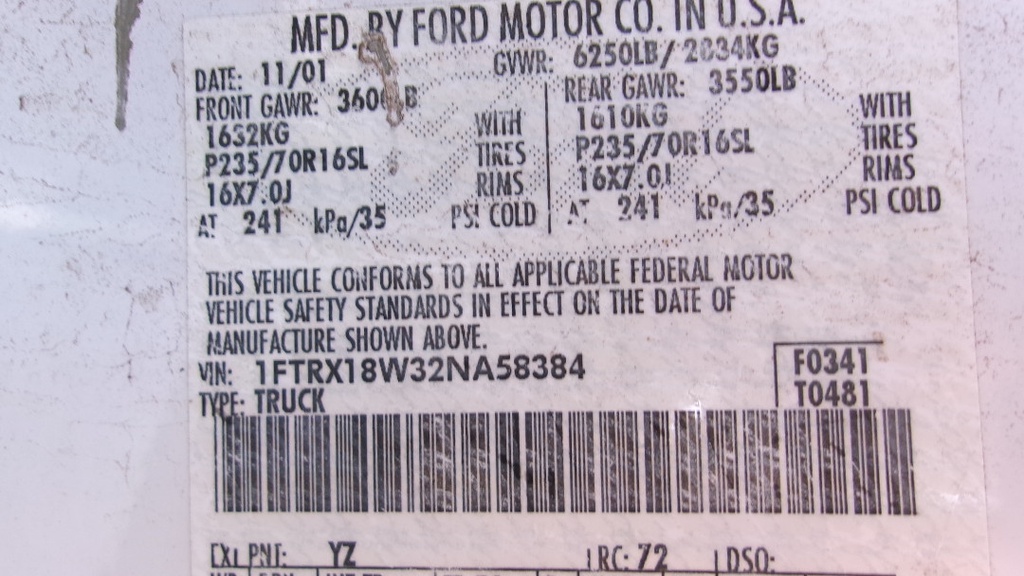 MFD. BY FORD MOTOR CO. IN U.S.A.
DATE: 11/01 GVWR: 6250LB/ 2834KG
FRONT GAWR: 3600LB REAR GAWR: 3550LB
1632KG WITH 1610KG WITH
P235/70R16SL TIRES P235/70R16SL TIRES
16X7.0J RIMS 16X7.0J RIMS
AT 241 kPa/35 PSI COLD AT 241 kPa/35 PSI COLD
THIS VEHICLE CONFORMS TO ALL APPLICABLE FEDERAL MOTOR
VEHICLE SAFETY STANDARDS IN EFFECT ON THE DATE OF
MANUFACTURE SHOWN ABOVE.
VIN: 1FTRX18W32NA58384 F0341
TYPE: TRUCK T0481
EXT PNT: YZ RC: 72 DSO: